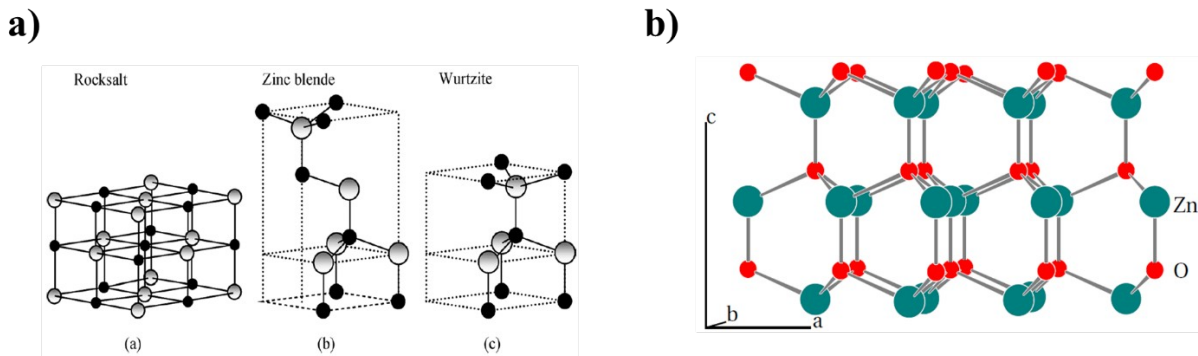 a)
b)
Rocksalt
Zinc blende
Wurtzite
(a)
(b)
(c)
c
b
a
Zn
O